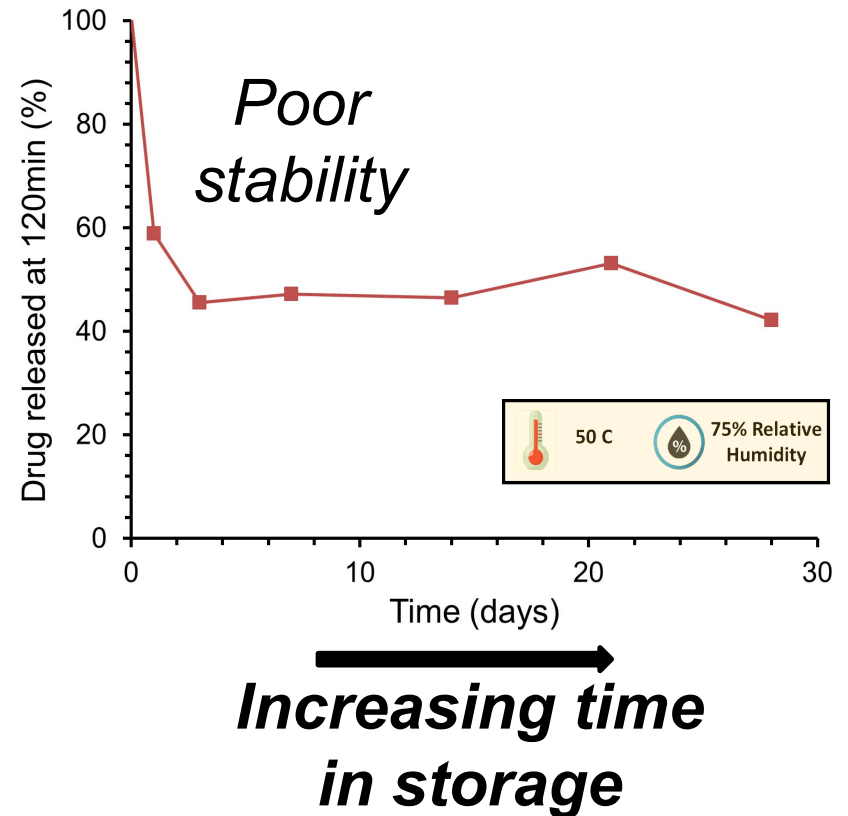 Drug released at 120min (%)
100
80
60
40
20
0
Poor
stability
50 C
%
75% Relative
Humidity
0
10
20
30
Time (days)
Increasing time
in storage